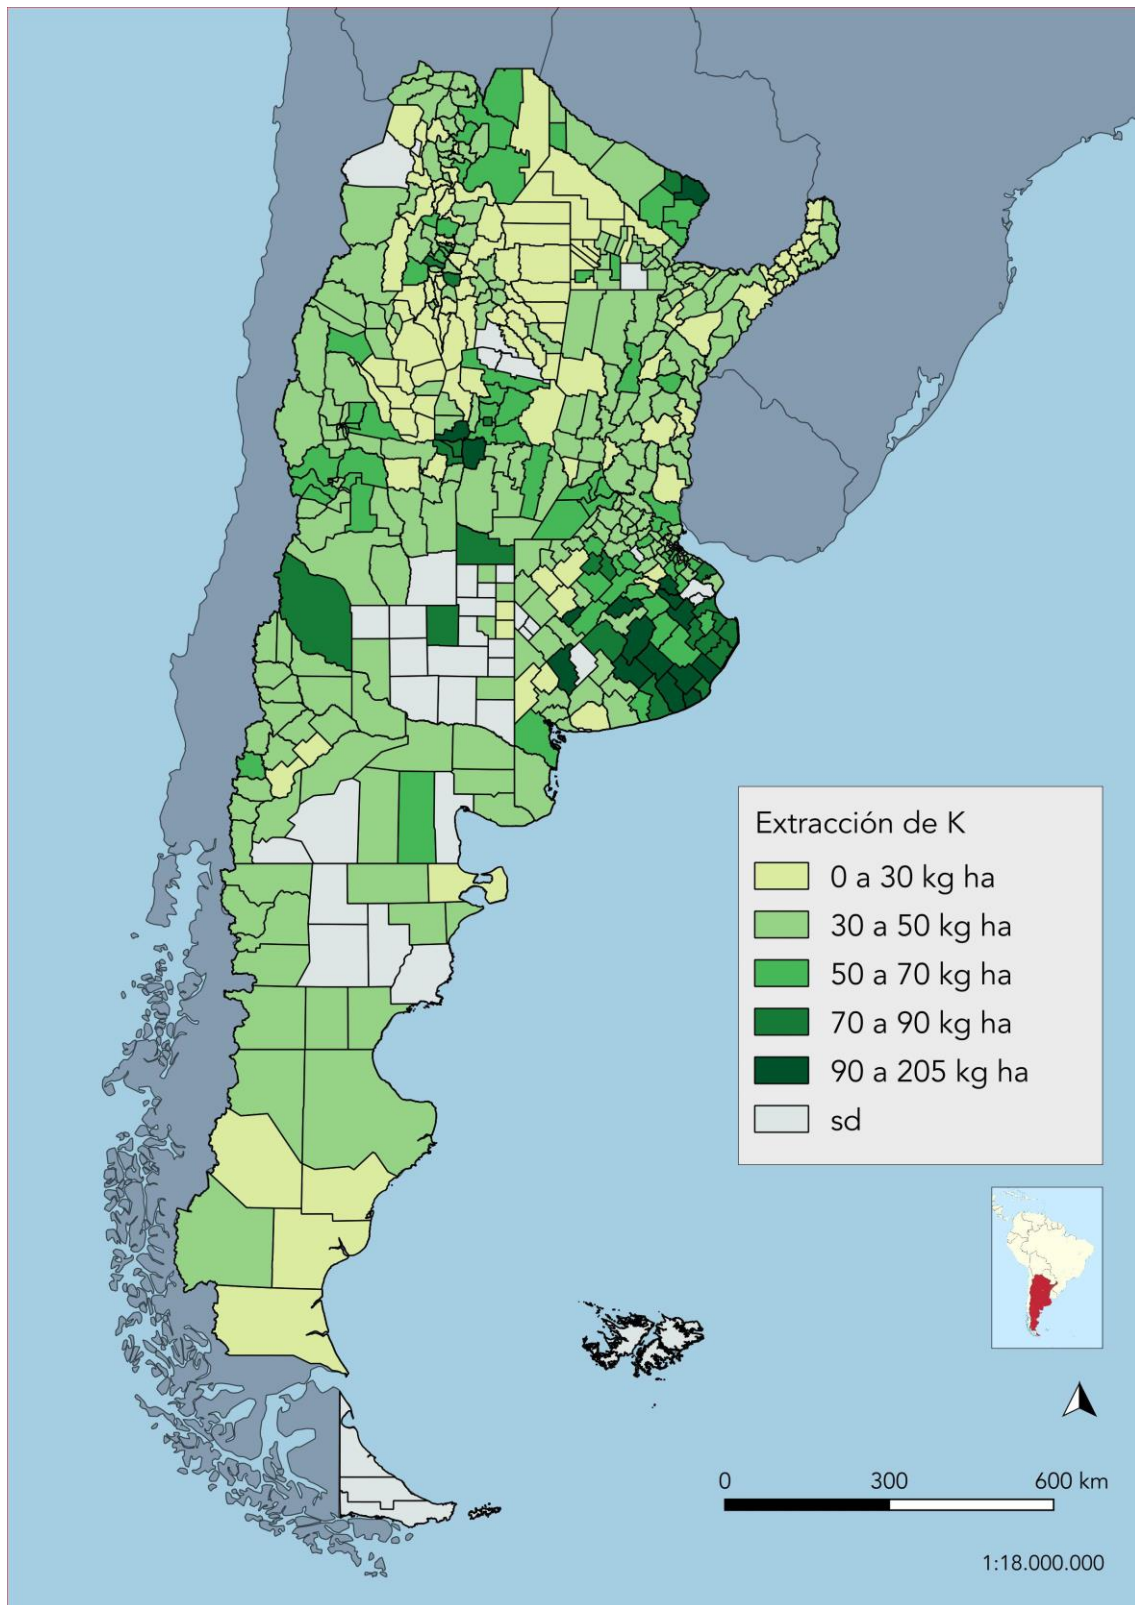 Extracción de K
0 a 30 kg ha
30 a 50 kg ha
50 a 70 kg ha
70 a 90 kg ha
90 a 205 kg ha
sd
0 300 600 km
1:18.000.000